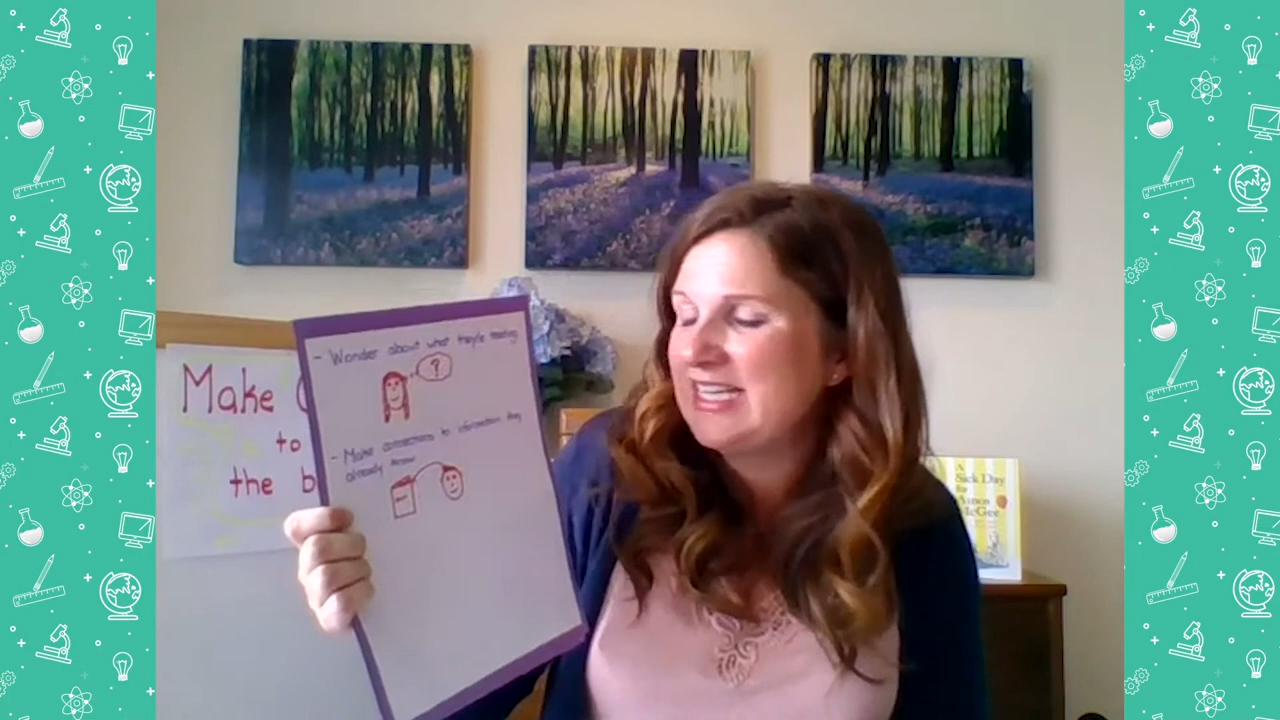 - Wonder about what they're reading
?
- Make connections to information they
already know
Make
to
the b
A
Sick Day
for
Amos
McGee